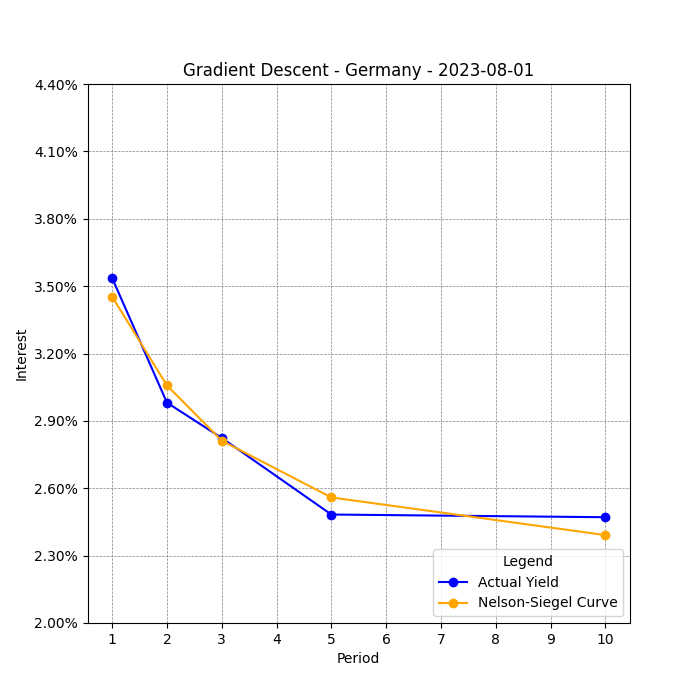 Gradient Descent - Germany - 2023-08-01
4.40%
4.10%
3.80%
3.50%
3.20%
2.90%
2.60%
2.30%
2.00%
Interest
1 2 3 4 5 6 7 8 9 10
Period
Legend
Actual Yield
Nelson-Siegel Curve